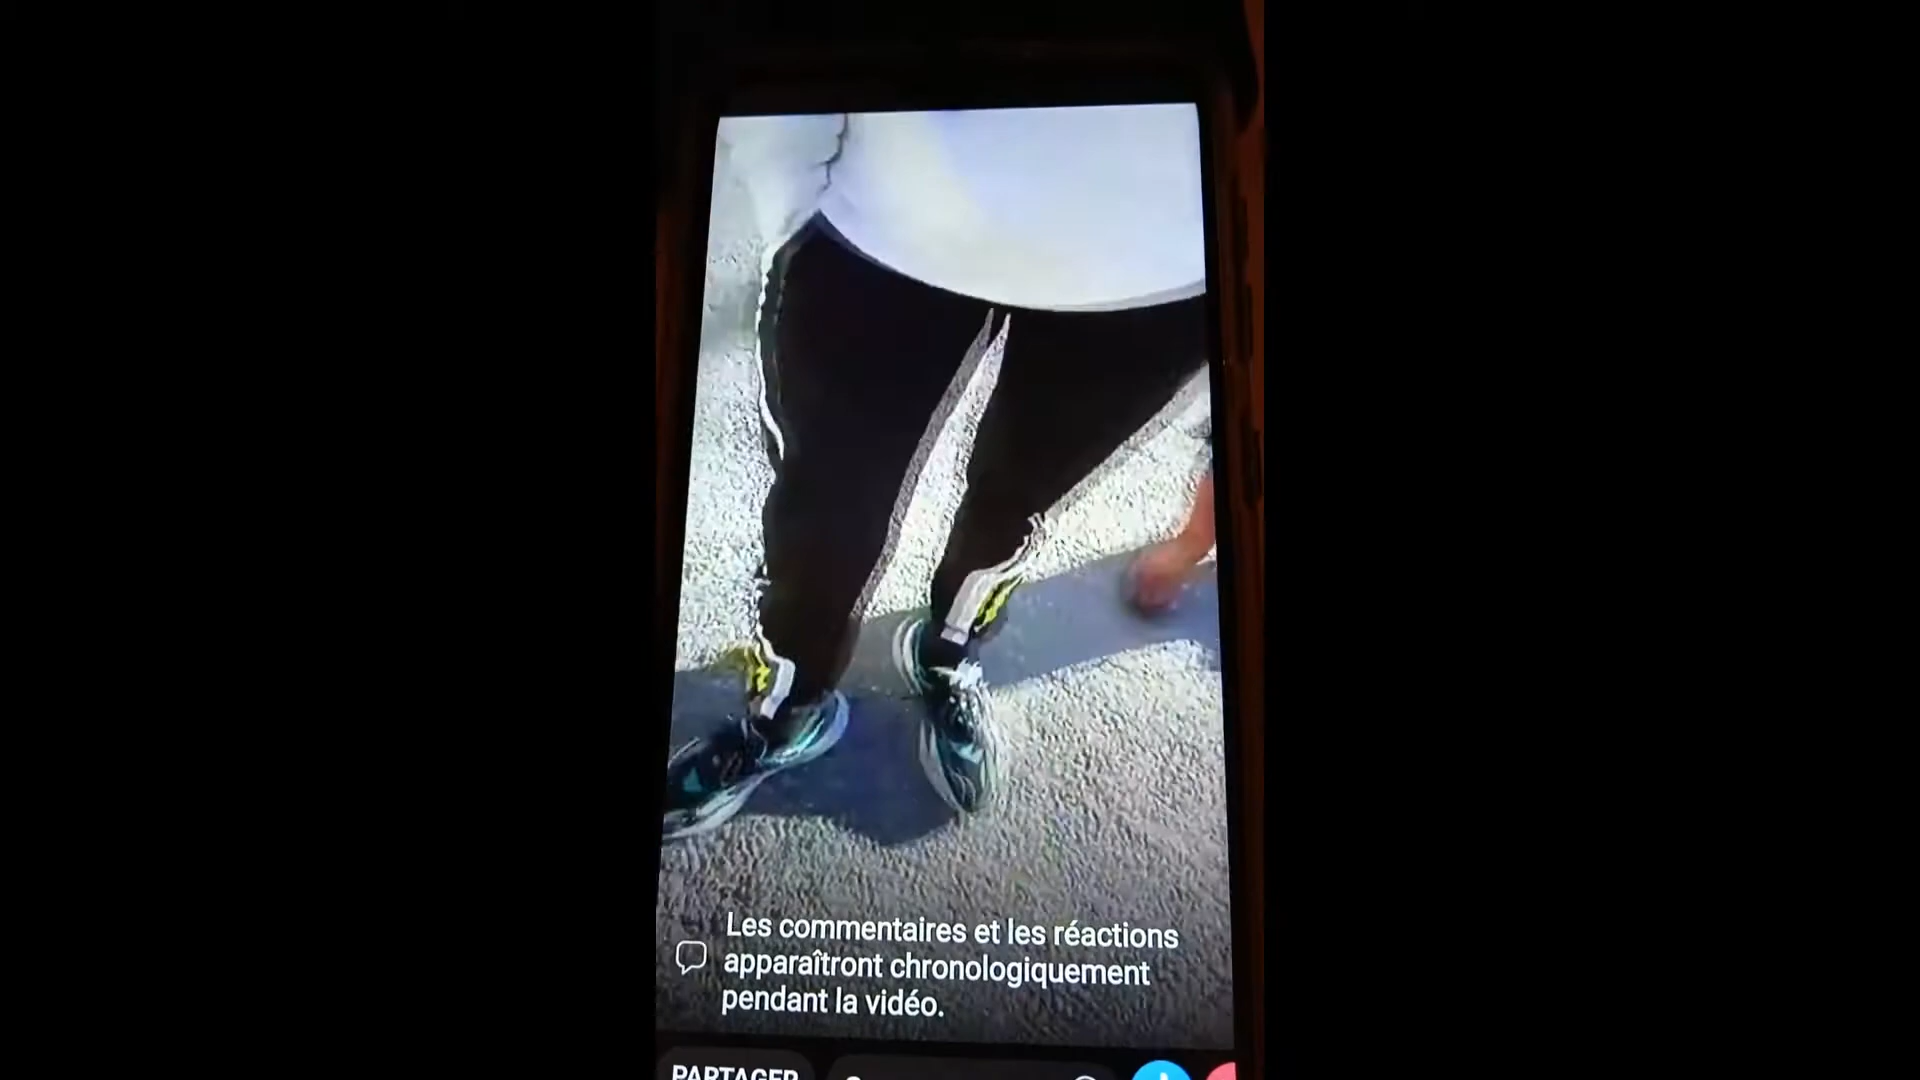 Les commentaires et les réactions
apparaîtront chronologiquement
pendant la vidéo.
PARTAGER